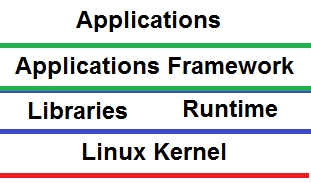 Applications
Applications Framework
Libraries Runtime
Linux Kernel